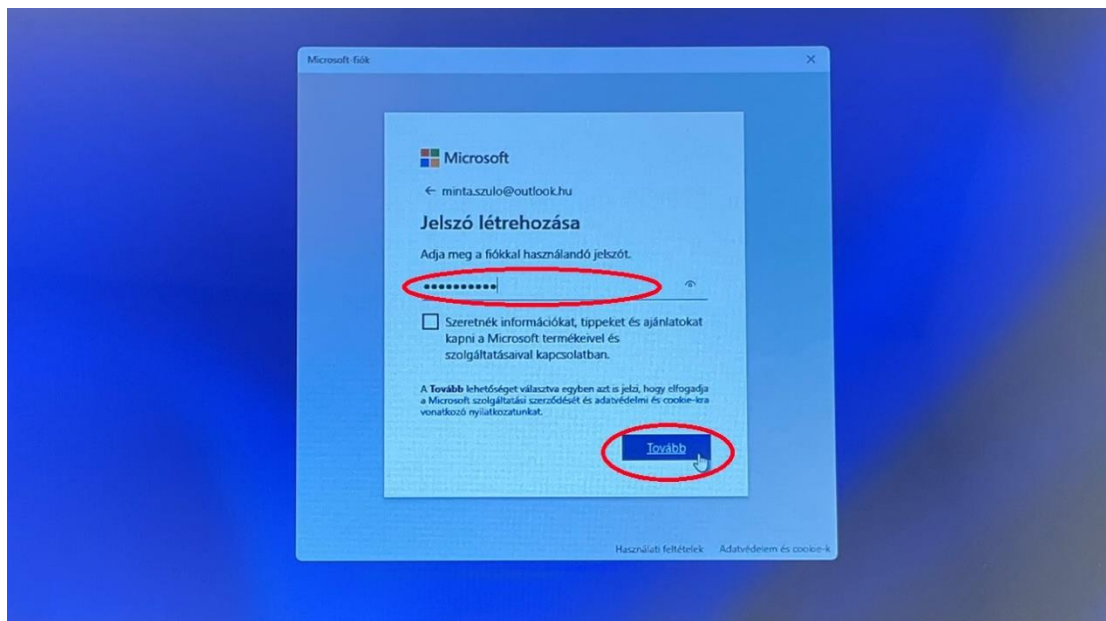 Microsoft-fiók
Microsoft
← minta.szulo@outlook.hu
Jelszó létrehozása
Adja meg a fiókkal használandó jelszót.
••••••••••
Szeretnék információkat, tippeket és ajánlatokat
kapni a Microsoft termékeivel és
szolgáltatásaival kapcsolatban.
A Tovább lehetőséget választva egyben azt is jelzi, hogy elfogadja
a Microsoft szolgáltatási szerződését és adatvédelmi és cookie-kra
vonatkozó nyilatkozatunkat.
Tovább
Használati feltételek Adatvédelem és cookie-k